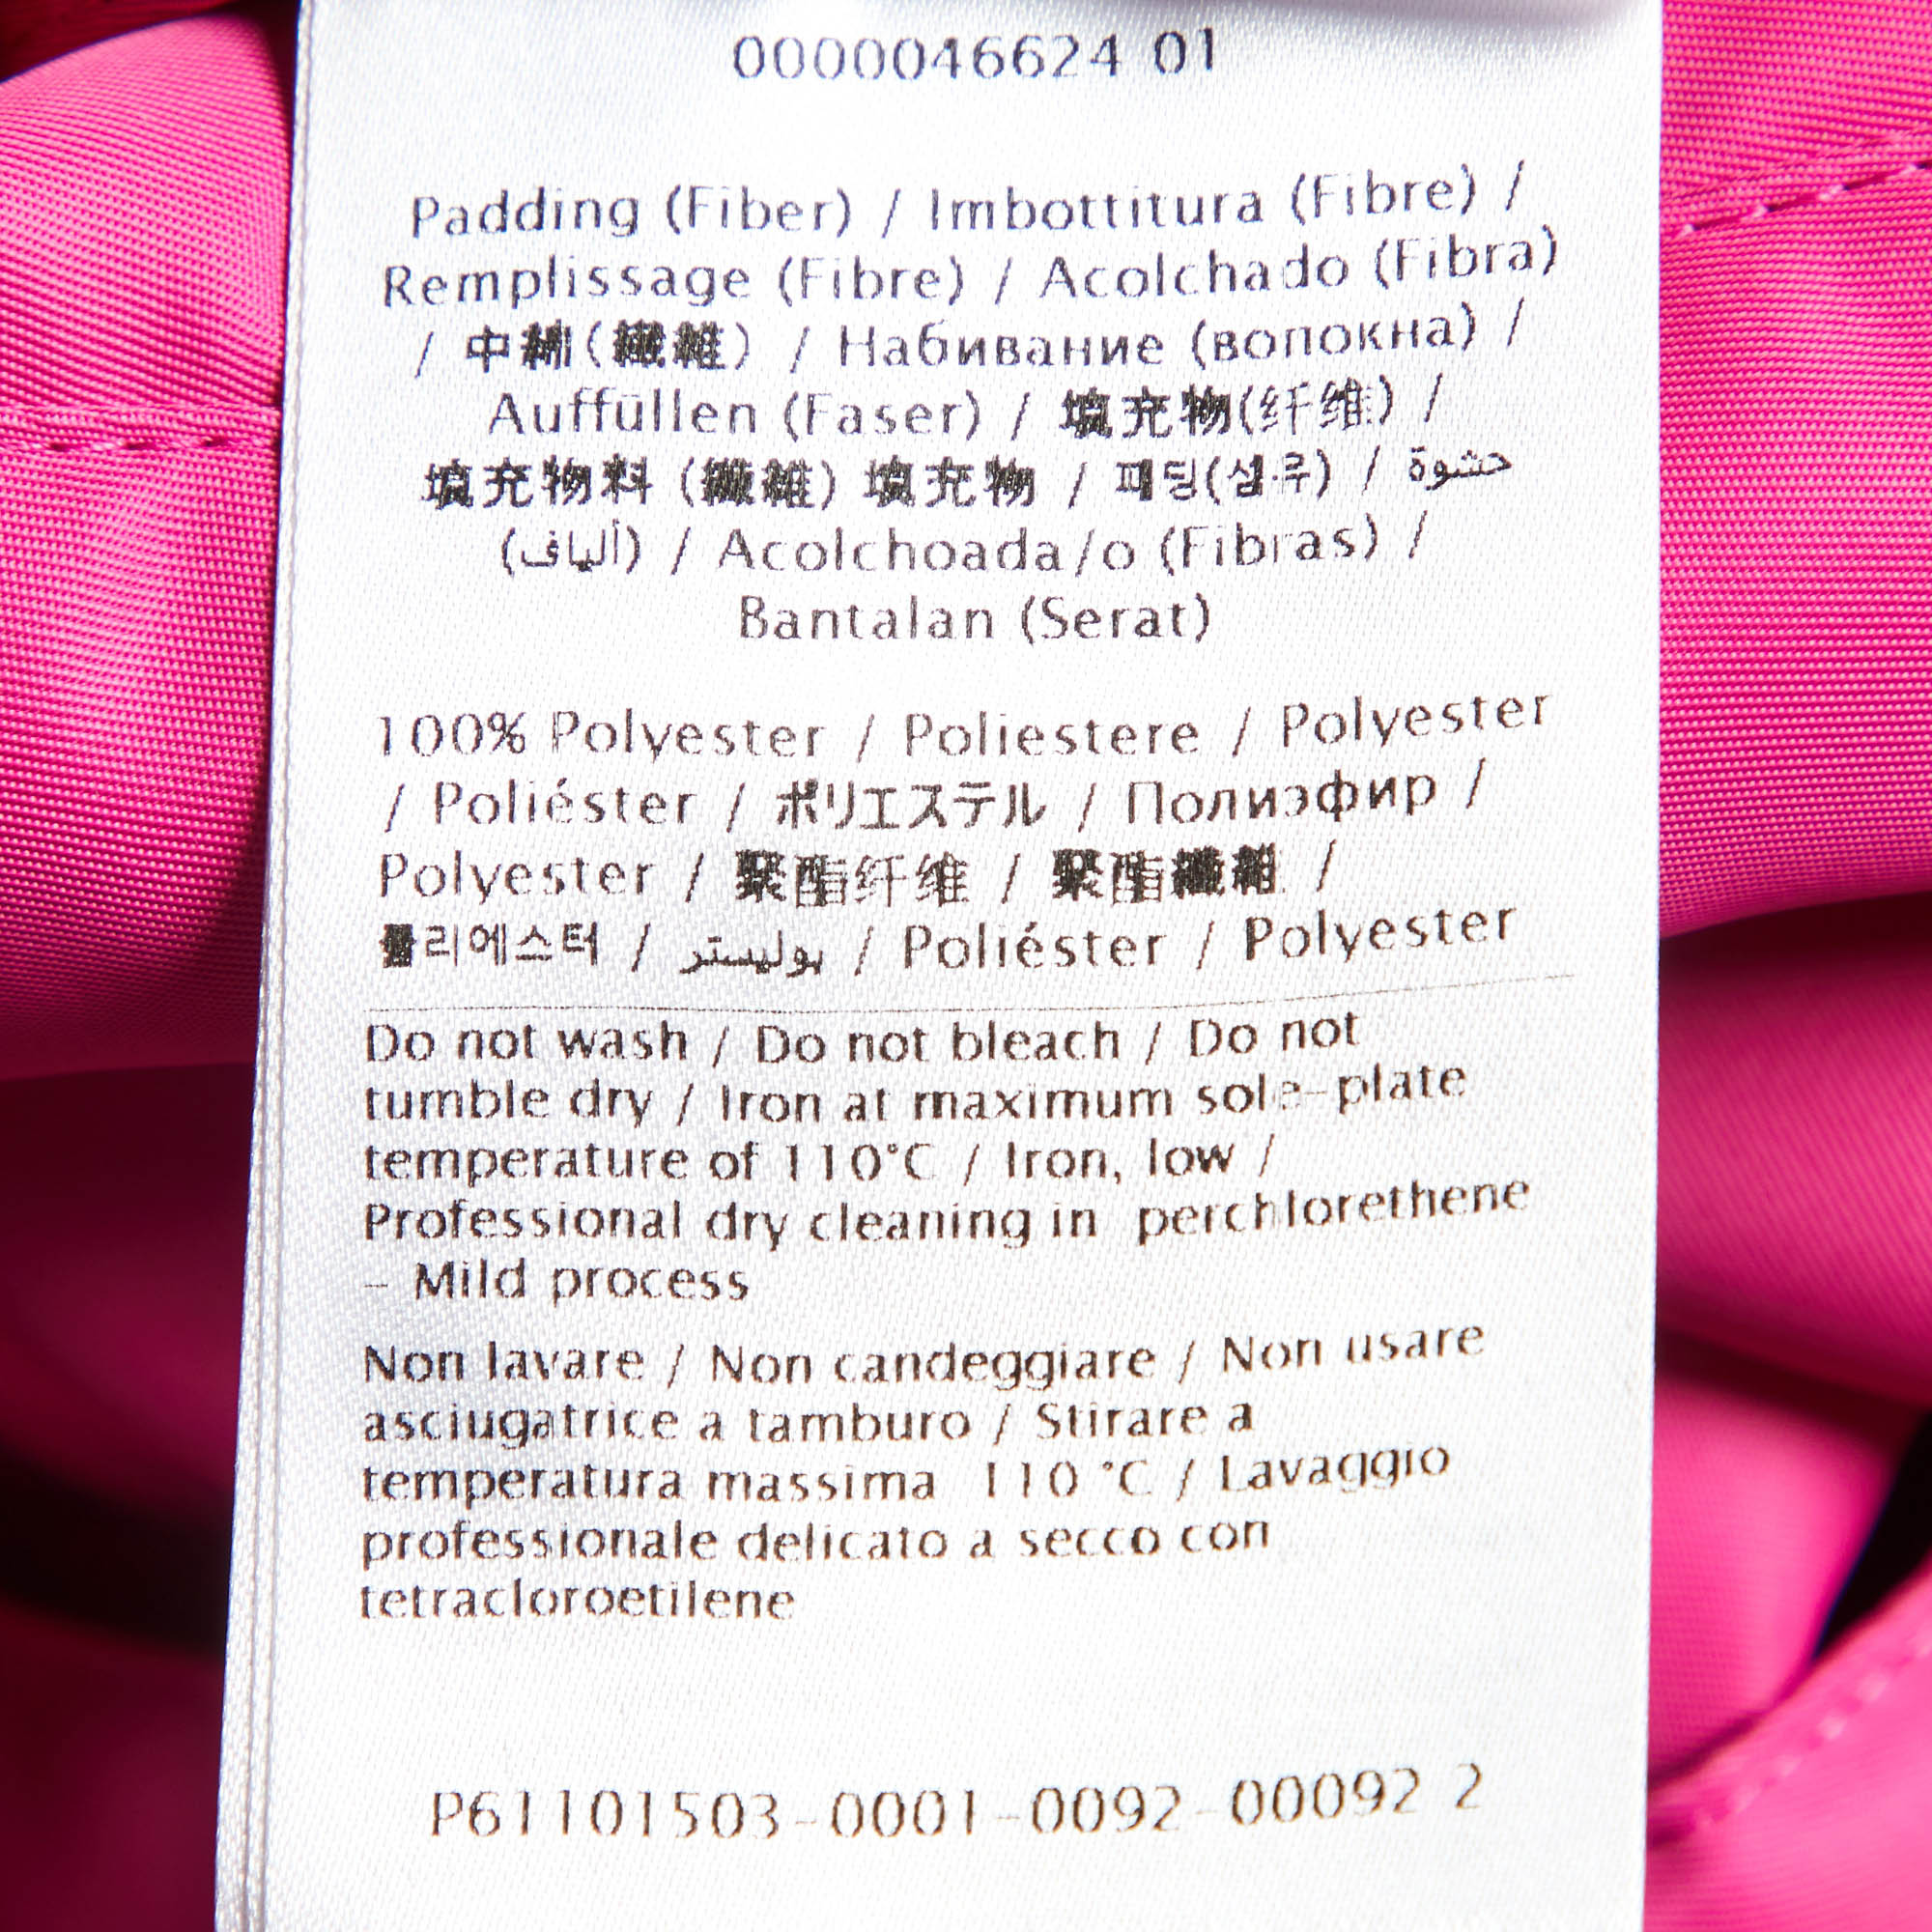 0000046624 01
Padding (Fiber) / Imbottitura (Fibre) /
Remplissage (Fibre) / Acolchado (Fibra)
/ 中綿(繊維) / Набивание (волокна) /
Auffüllen (Faser) / 填充物(纤维) /
填充物料 (纖維) 填充物 / 패딩(섬유) / حشوة
(ألياف) / Acolchoada/o (Fibras) /
Bantalan (Serat)
100% Polyester / Poliestere / Polyester
/ Poliéster / ポリエステル / Полиэфир /
Polyester / 聚酯纤维 / 聚酯纖維 /
폴리에스터 / بوليستر / Poliéster / Polyester
Do not wash / Do not bleach / Do not
tumble dry / Iron at maximum sole-plate
temperature of 110°C / Iron, low /
Professional dry cleaning in perchlorethene
- Mild process
Non lavare / Non candeggiare / Non usare
asciugatrice a tamburo / Stirare a
temperatura massima 110 °C / Lavaggio
professionale delicato a secco con
tetracloroetilene
P61101503-0001-0092-00092 2